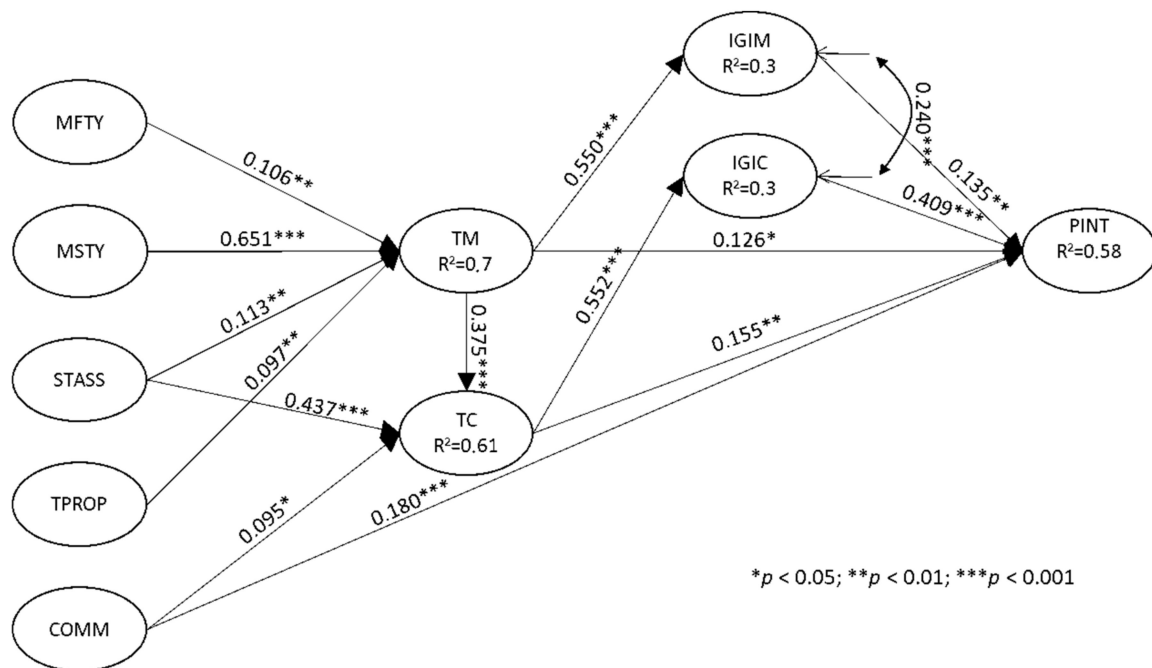 IGIM
R²=0.3
MFTY
0.106**
0.550***
0.240***
IGIC
R²=0.3
0.135**
0.409***
MSTY
0.651***
TM
R²=0.7
0.126*
PINT
R²=0.58
0.552***
0.113**
0.375***
0.155**
STASS
0.097**
0.437***
TC
R²=0.61
TPROP
0.095*
0.180***
*p < 0.05; **p < 0.01; ***p < 0.001
COMM